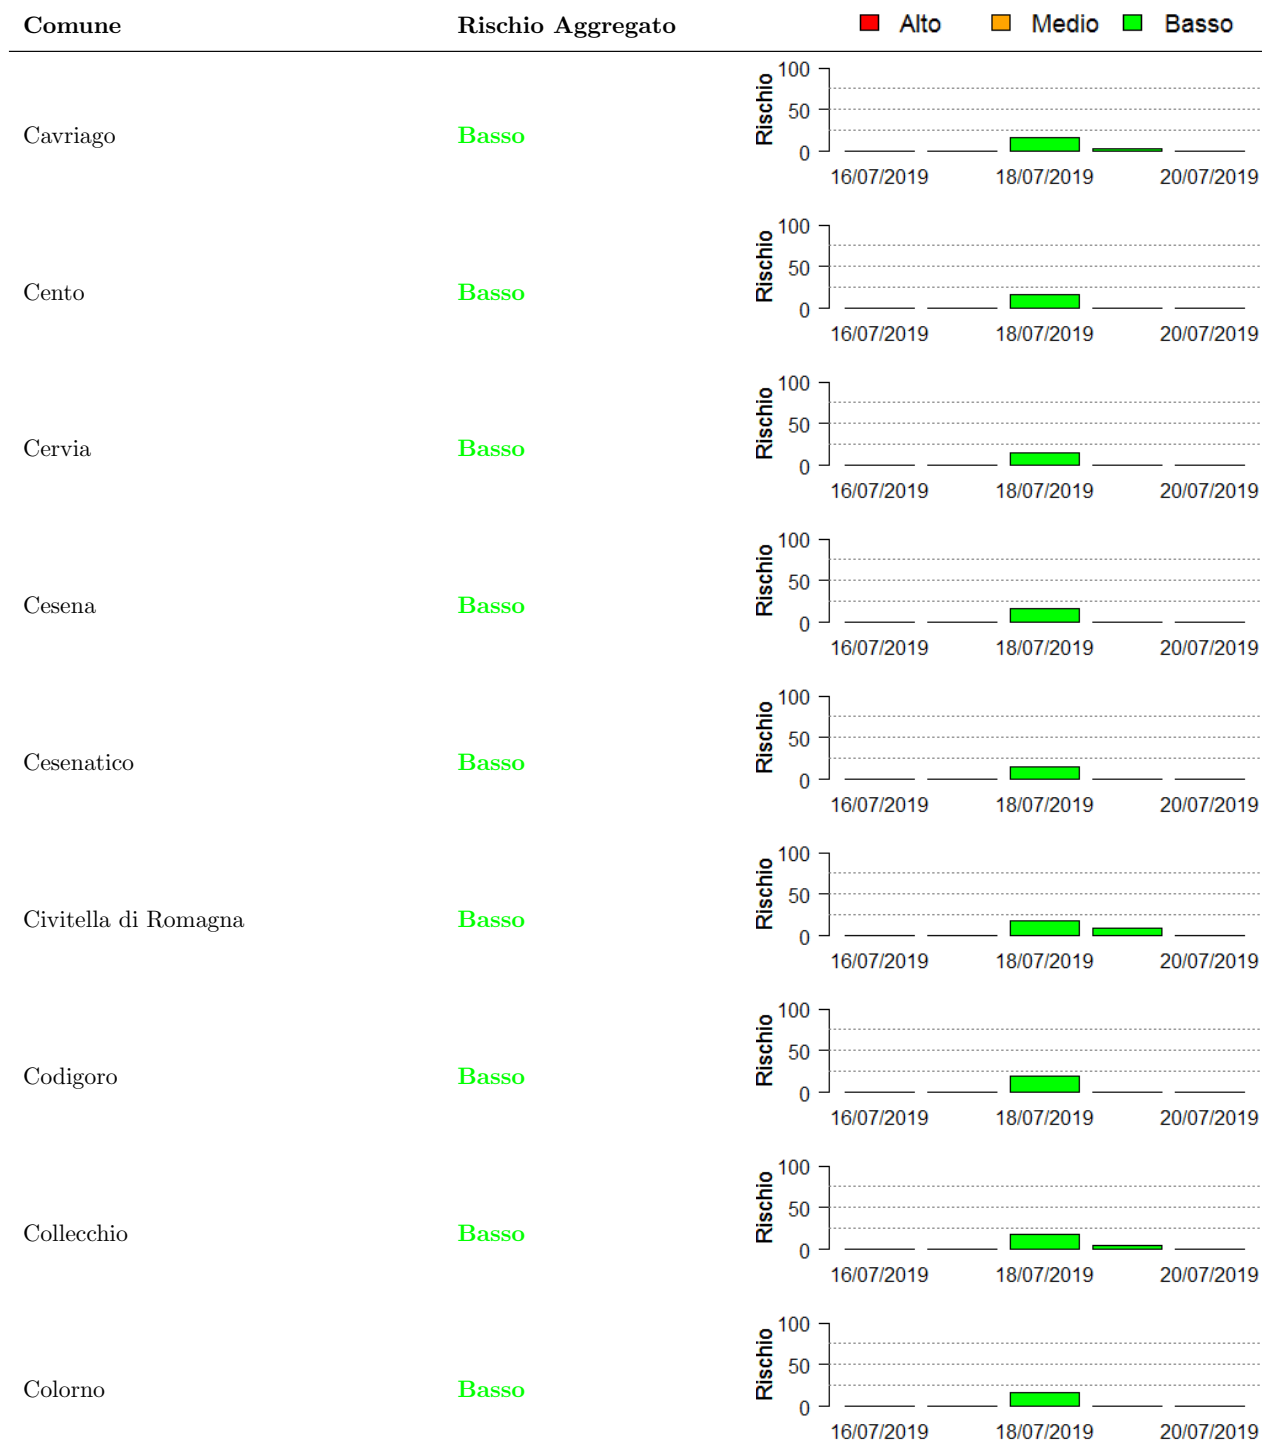 Comune Rischio Aggregato Alto Medio Basso
100
50
0
Rischio
Cavriago Basso
16/07/2019 18/07/2019 20/07/2019
100
50
0
Rischio
Cento Basso
16/07/2019 18/07/2019 20/07/2019
100
50
0
Rischio
Cervia Basso
16/07/2019 18/07/2019 20/07/2019
100
50
0
Rischio
Cesena Basso
16/07/2019 18/07/2019 20/07/2019
100
50
0
Rischio
Cesenatico Basso
16/07/2019 18/07/2019 20/07/2019
100
50
0
Rischio
Civitella di Romagna Basso
16/07/2019 18/07/2019 20/07/2019
100
50
0
Rischio
Codigoro Basso
16/07/2019 18/07/2019 20/07/2019
100
50
0
Rischio
Collecchio Basso
16/07/2019 18/07/2019 20/07/2019
100
50
0
Rischio
Colorno Basso
16/07/2019 18/07/2019 20/07/2019